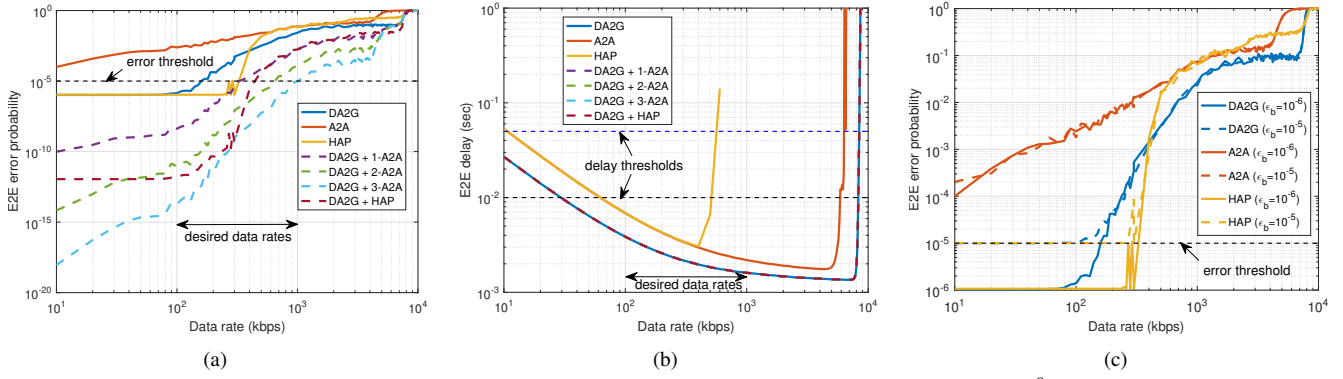 10^0
10^-5
10^-10
10^-15
10^-20
E2E error probability
error threshold
DA2G
A2A
HAP
DA2G + 1-A2A
DA2G + 2-A2A
DA2G + 3-A2A
DA2G + HAP
desired data rates
10^1 10^2 10^3 10^4
Data rate (kbps)
(a)
10^0
10^-1
10^-2
10^-3
E2E delay (sec)
DA2G
A2A
HAP
DA2G + 1-A2A
DA2G + 2-A2A
DA2G + 3-A2A
DA2G + HAP
delay thresholds
desired data rates
10^1 10^2 10^3 10^4
Data rate (kbps)
(b)
10^0
10^-1
10^-2
10^-3
10^-4
10^-5
10^-6
E2E error probability
DA2G (ϵ_b=10^-6)
DA2G (ϵ_b=10^-5)
A2A (ϵ_b=10^-6)
A2A (ϵ_b=10^-5)
HAP (ϵ_b=10^-6)
HAP (ϵ_b=10^-5)
error threshold
10^1 10^2 10^3 10^4
Data rate (kbps)
(c)